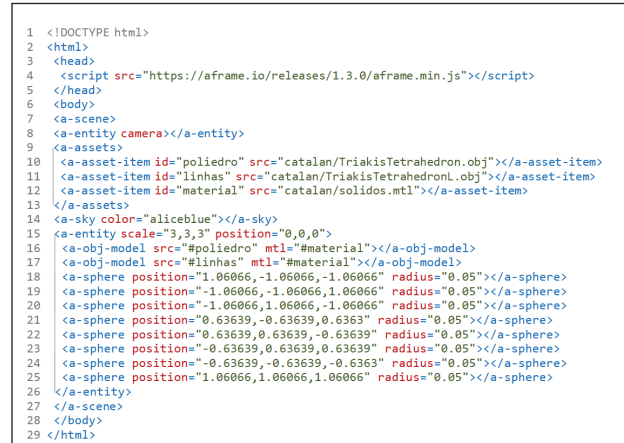 1 <!DOCTYPE html>
2 <html>
3 <head>
4 <script src="https://aframe.io/releases/1.3.0/aframe.min.js"></script>
5 </head>
6 <body>
7 <a-scene>
8 <a-entity camera></a-entity>
9 <a-assets>
10 <a-asset-item id="poliedro" src="catalan/TriakisTetrahedron.obj"></a-asset-item>
11 <a-asset-item id="linhas" src="catalan/TriakisTetrahedronL.obj"></a-asset-item>
12 <a-asset-item id="material" src="catalan/solidos.mtl"></a-asset-item>
13 </a-assets>
14 <a-sky color="aliceblue"></a-sky>
15 <a-entity scale="3,3,3" position="0,0,0">
16 <a-obj-model src="#poliedro" mtl="#material"></a-obj-model>
17 <a-obj-model src="#linhas" mtl="#material"></a-obj-model>
18 <a-sphere position="1.06066,-1.06066,-1.06066" radius="0.05"></a-sphere>
19 <a-sphere position="-1.06066,-1.06066,1.06066" radius="0.05"></a-sphere>
20 <a-sphere position="-1.06066,1.06066,-1.06066" radius="0.05"></a-sphere>
21 <a-sphere position="0.63639,-0.63639,0.6363" radius="0.05"></a-sphere>
22 <a-sphere position="0.63639,0.63639,-0.63639" radius="0.05"></a-sphere>
23 <a-sphere position="-0.63639,0.63639,0.63639" radius="0.05"></a-sphere>
24 <a-sphere position="-0.63639,-0.63639,-0.6363" radius="0.05"></a-sphere>
25 <a-sphere position="1.06066,1.06066,1.06066" radius="0.05"></a-sphere>
26 </a-entity>
27 </a-scene>
28 </body>
29 </html>